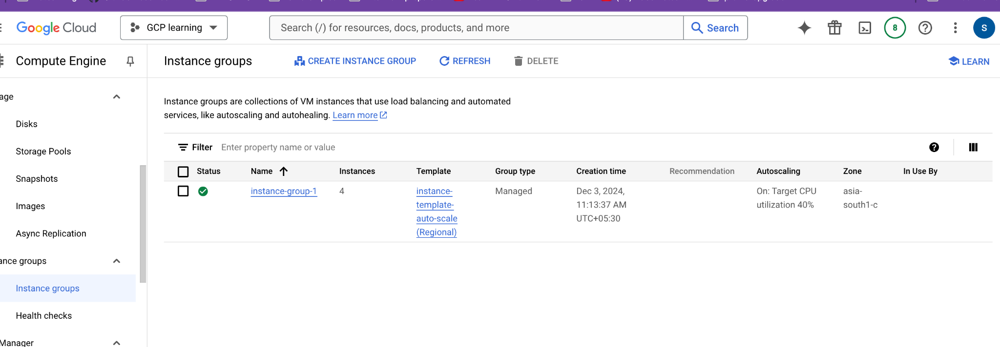 Google Cloud
GCP learning
Search (/) for resources, docs, products, and more
Search
8
S
Compute Engine
Instance groups
CREATE INSTANCE GROUP
REFRESH
DELETE
LEARN
age
Disks
Storage Pools
Snapshots
Images
Async Replication
ance groups
Instance groups
Health checks
Manager
Instance groups are collections of VM instances that use load balancing and automated
services, like autoscaling and autohealing. Learn more
Filter Enter property name or value
Status Name Instances Template Group type Creation time Recommendation Autoscaling Zone In Use By
instance-group-1
4
instance-
template-
auto-scale
(Regional)
Managed
Dec 3, 2024,
11:13:37 AM
UTC+05:30
On: Target CPU
utilization 40%
asia-
south1-c